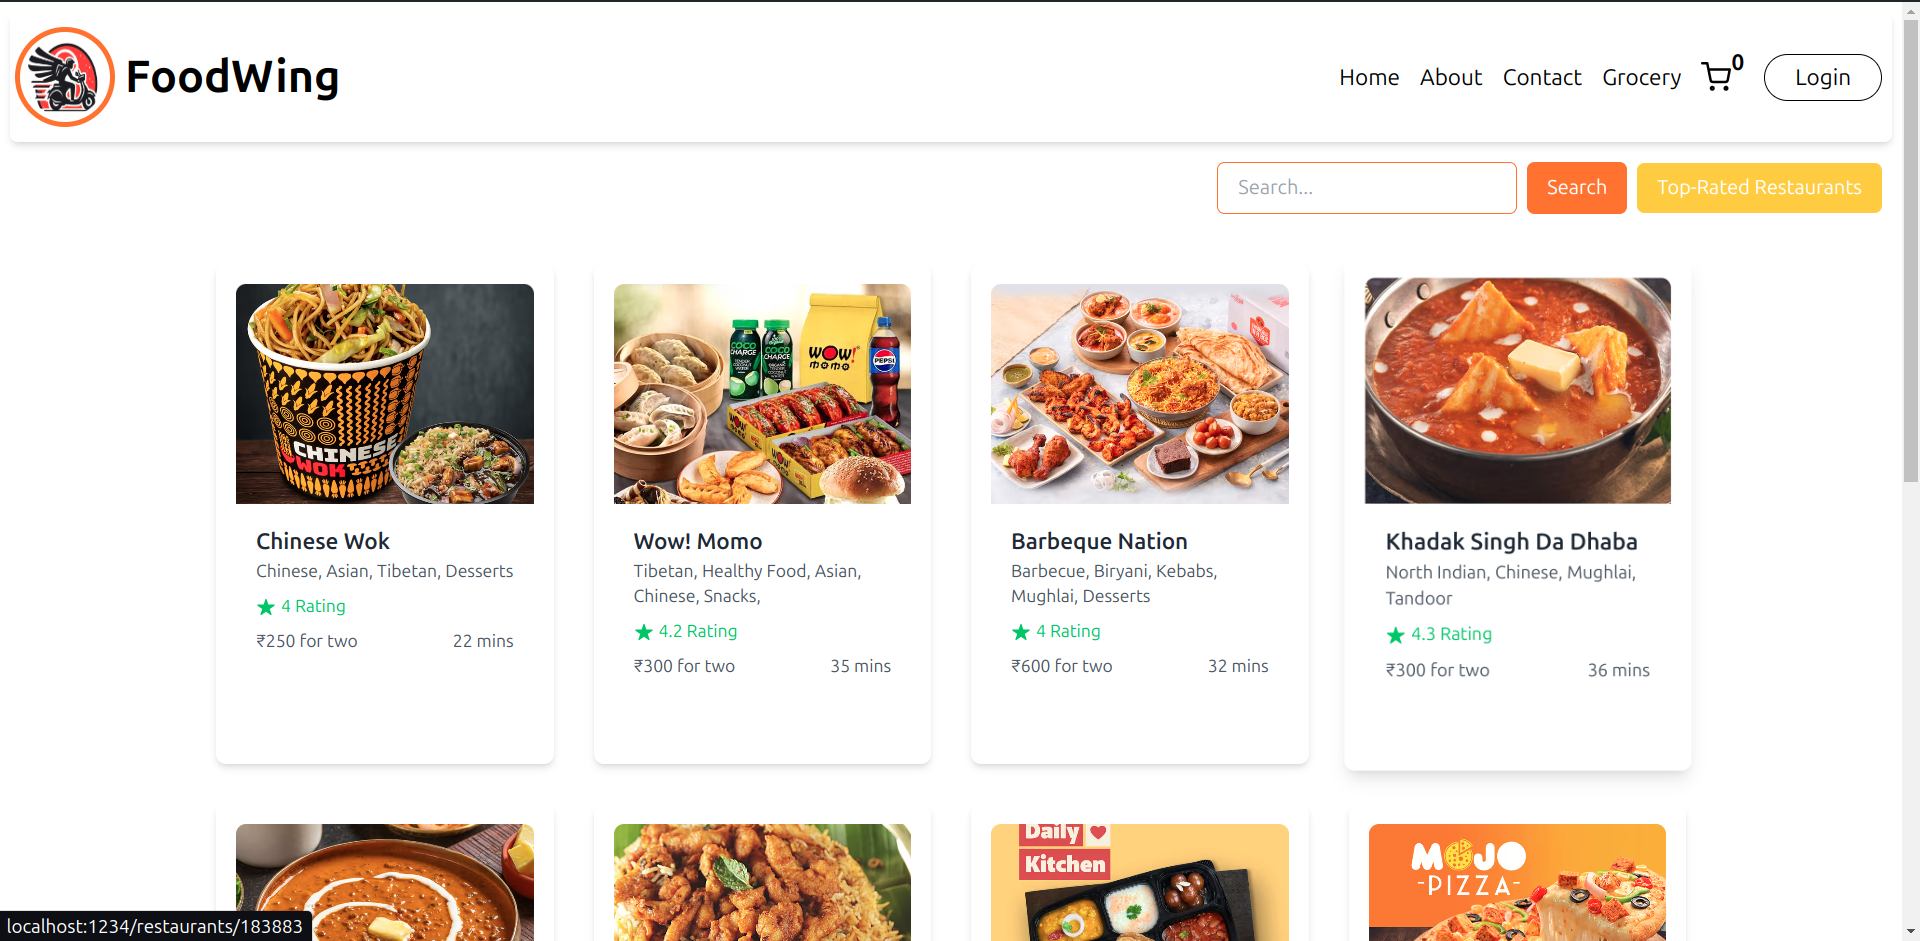 FoodWing
Home About Contact Grocery 0 Login
Search... Search Top-Rated Restaurants
CHINESE
WOK
COCO
CHARGE
COCO
CHARGE
WOW!
MOMO
PEPSI
WOW!
Chinese Wok
Chinese, Asian, Tibetan, Desserts
4 Rating
₹250 for two 22 mins
Wow! Momo
Tibetan, Healthy Food, Asian,
Chinese, Snacks,
4.2 Rating
₹300 for two 35 mins
Barbeque Nation
Barbecue, Biryani, Kebabs,
Mughlai, Desserts
4 Rating
₹600 for two 32 mins
Khadak Singh Da Dhaba
North Indian, Chinese, Mughlai,
Tandoor
4.3 Rating
₹300 for two 36 mins
Daily
Kitchen
MOJO
-PIZZA-
localhost:1234/restaurants/183883